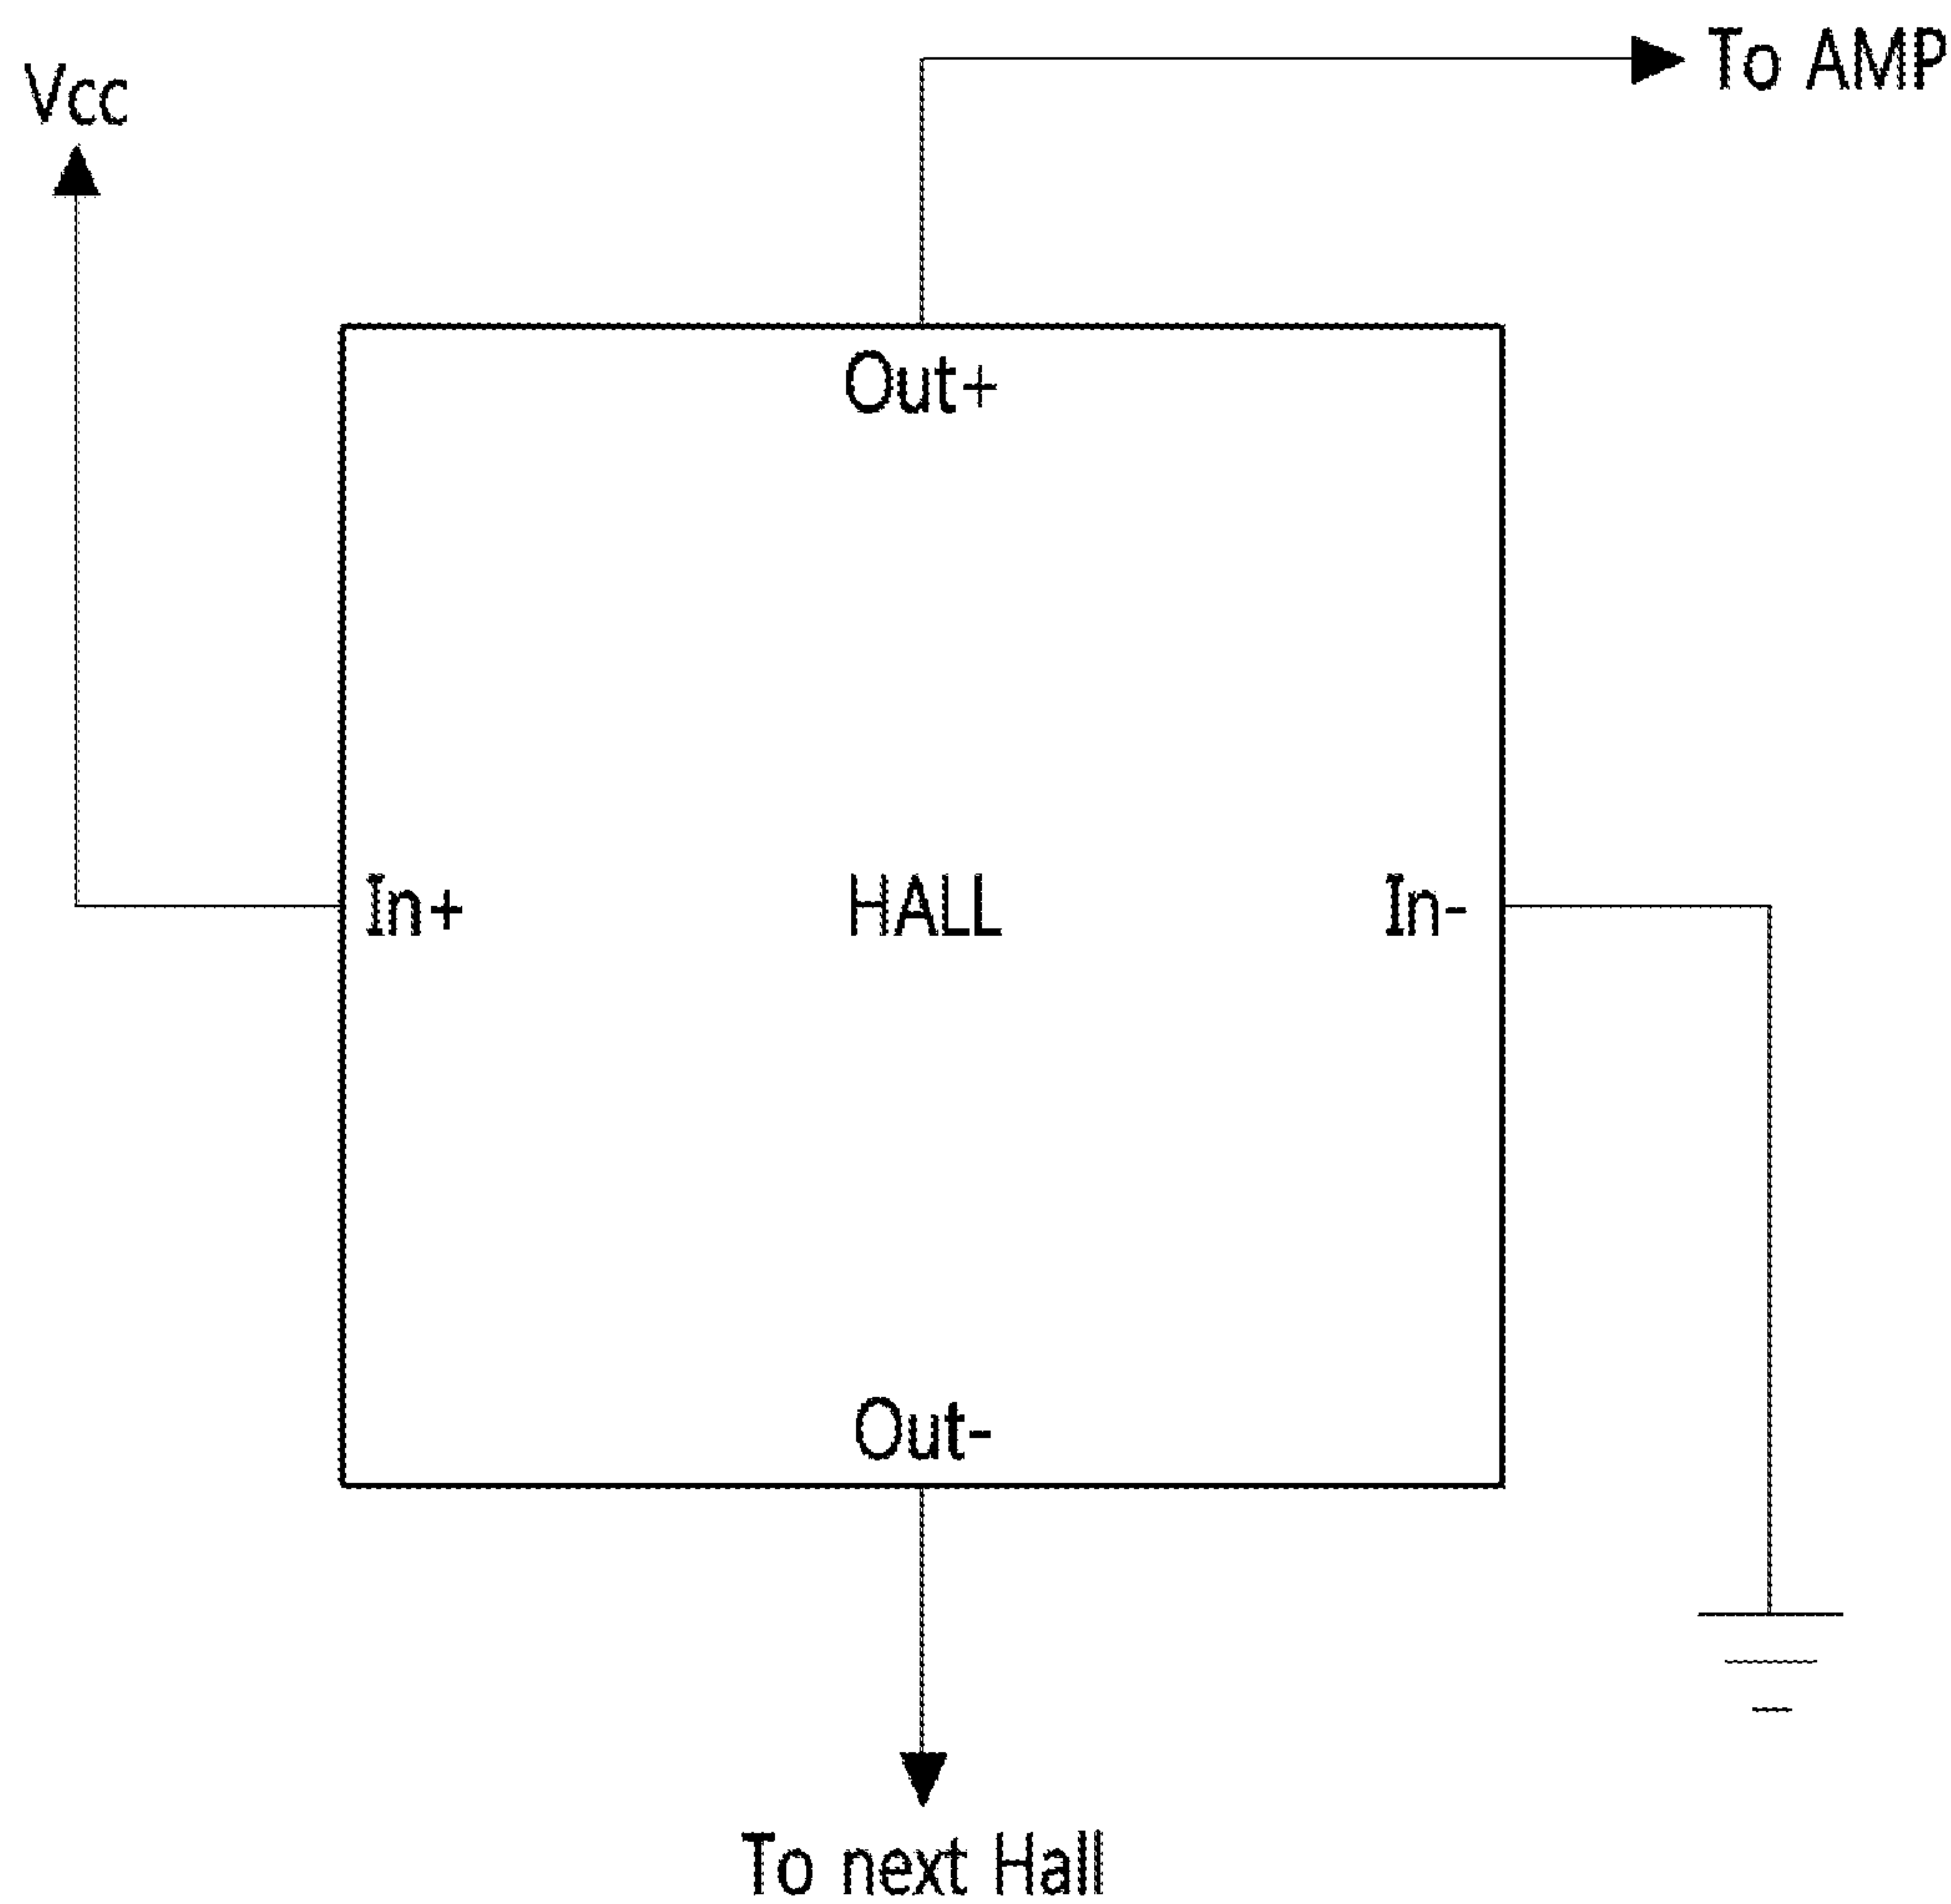 To AMP
Vcc
Out+
In+
HALL
In-
Out-
To next Hall